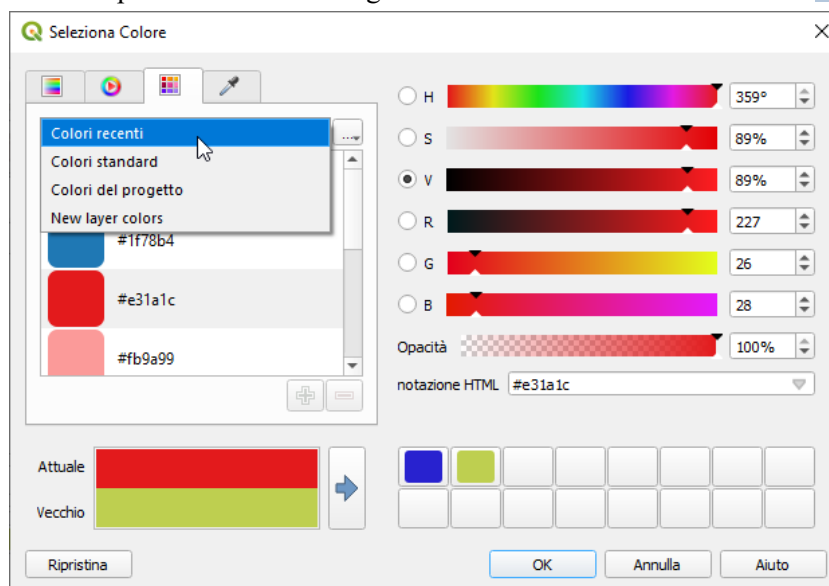 Seleziona Colore
Colori recenti
...
Colori standard
Colori del progetto
New layer colors
#1f78b4
#e31a1c
#fb9a99
H 359°
S 89%
V 89%
R 227
G 26
B 28
Opacità 100%
notazione HTML #e31a1c
Attuale
Vecchio
Ripristina
OK
Annulla
Aiuto